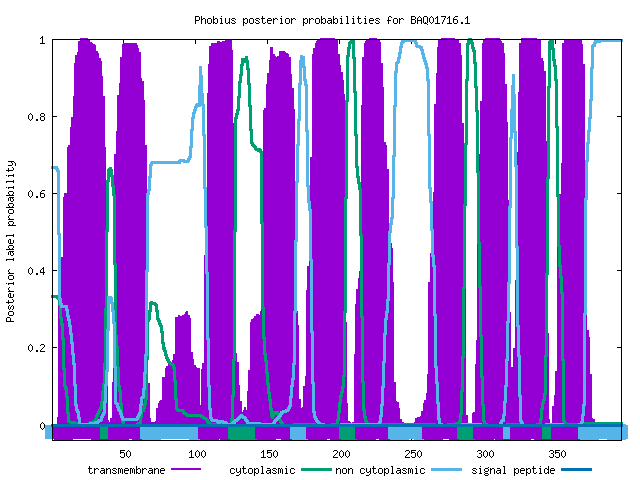 Phobius posterior probabilities for BAQ01716.1
1
0.8
0.6
0.4
0.2
0
Posterior label probability
50 100 150 200 250 300 350
transmembrane cytoplasmic non cytoplasmic signal peptide